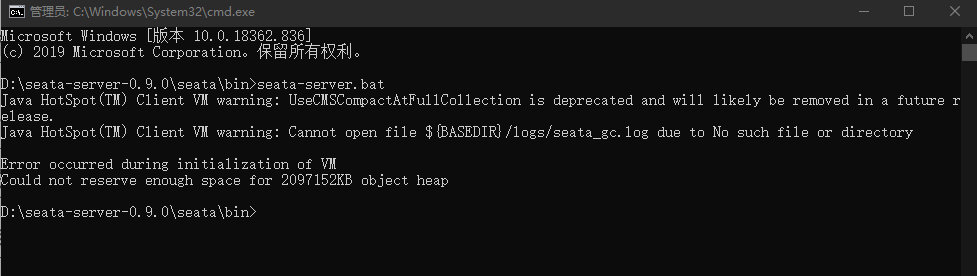 管理员: C:\Windows\System32\cmd.exe
Microsoft Windows [版本 10.0.18362.836]
(c) 2019 Microsoft Corporation。保留所有权利。
D:\seata-server-0.9.0\seata\bin>seata-server.bat
Java HotSpot(TM) Client VM warning: UseCMSCompactAtFullCollection is deprecated and will likely be removed in a future r
elease.
Java HotSpot(TM) Client VM warning: Cannot open file ${BASEDIR}/logs/seata_gc.log due to No such file or directory
Error occurred during initialization of VM
Could not reserve enough space for 2097152KB object heap
D:\seata-server-0.9.0\seata\bin>